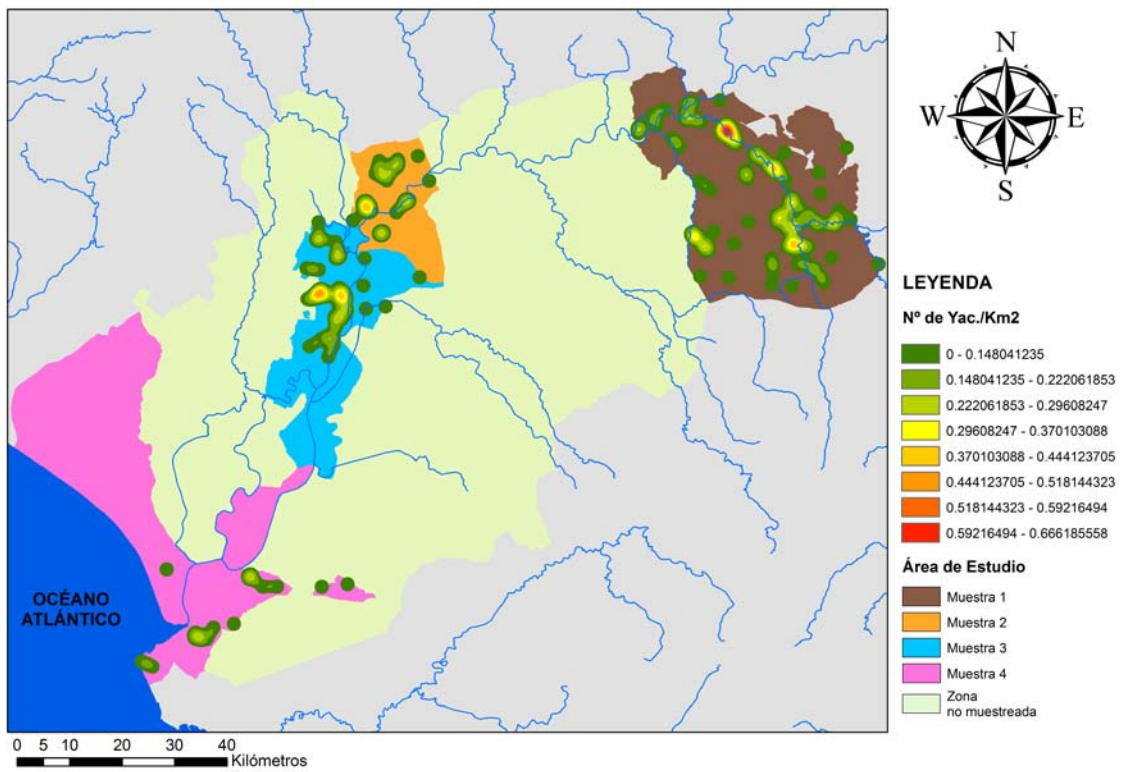 N
W
E
S
OCÉANO
ATLÁNTICO
LEYENDA
Nº de Yac./Km2
0 - 0.148041235
0.148041235 - 0.222061853
0.222061853 - 0.29608247
0.29608247 - 0.370103088
0.370103088 - 0.444123705
0.444123705 - 0.518144323
0.518144323 - 0.59216494
0.59216494 - 0.666185558
Área de Estudio
Muestra 1
Muestra 2
Muestra 3
Muestra 4
Zona
no muestreada
0 5 10 20 30 40
Kilómetros